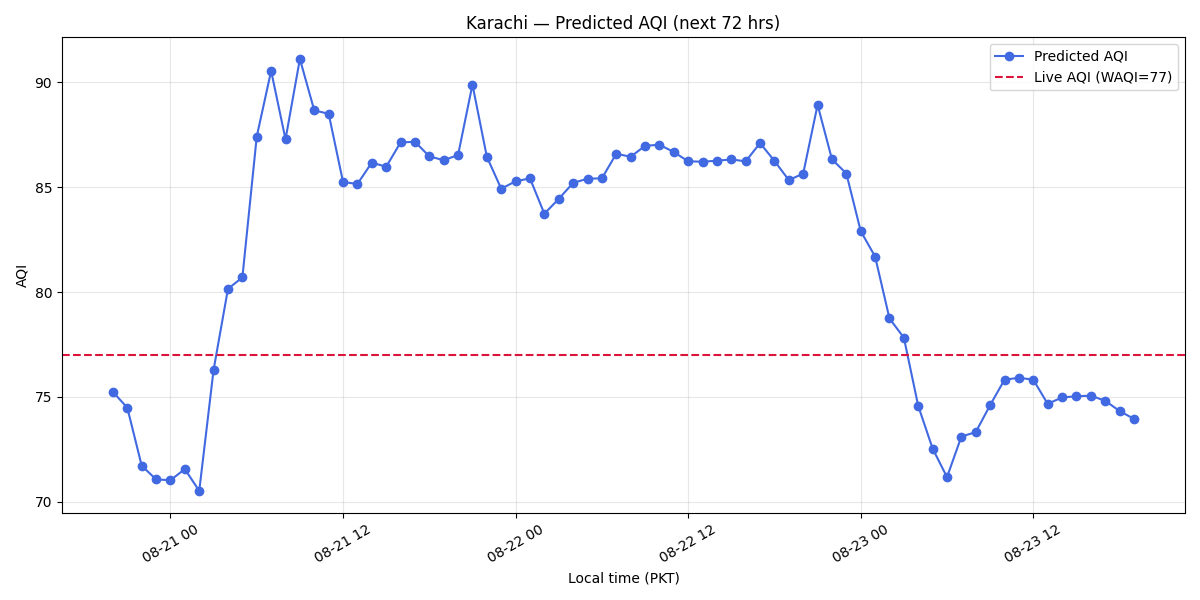 Karachi — Predicted AQI (next 72 hrs)
Predicted AQI
Live AQI (WAQI=77)
AQI
90
85
80
75
70
08-21 00
08-21 12
08-22 00
08-22 12
08-23 00
08-23 12
Local time (PKT)